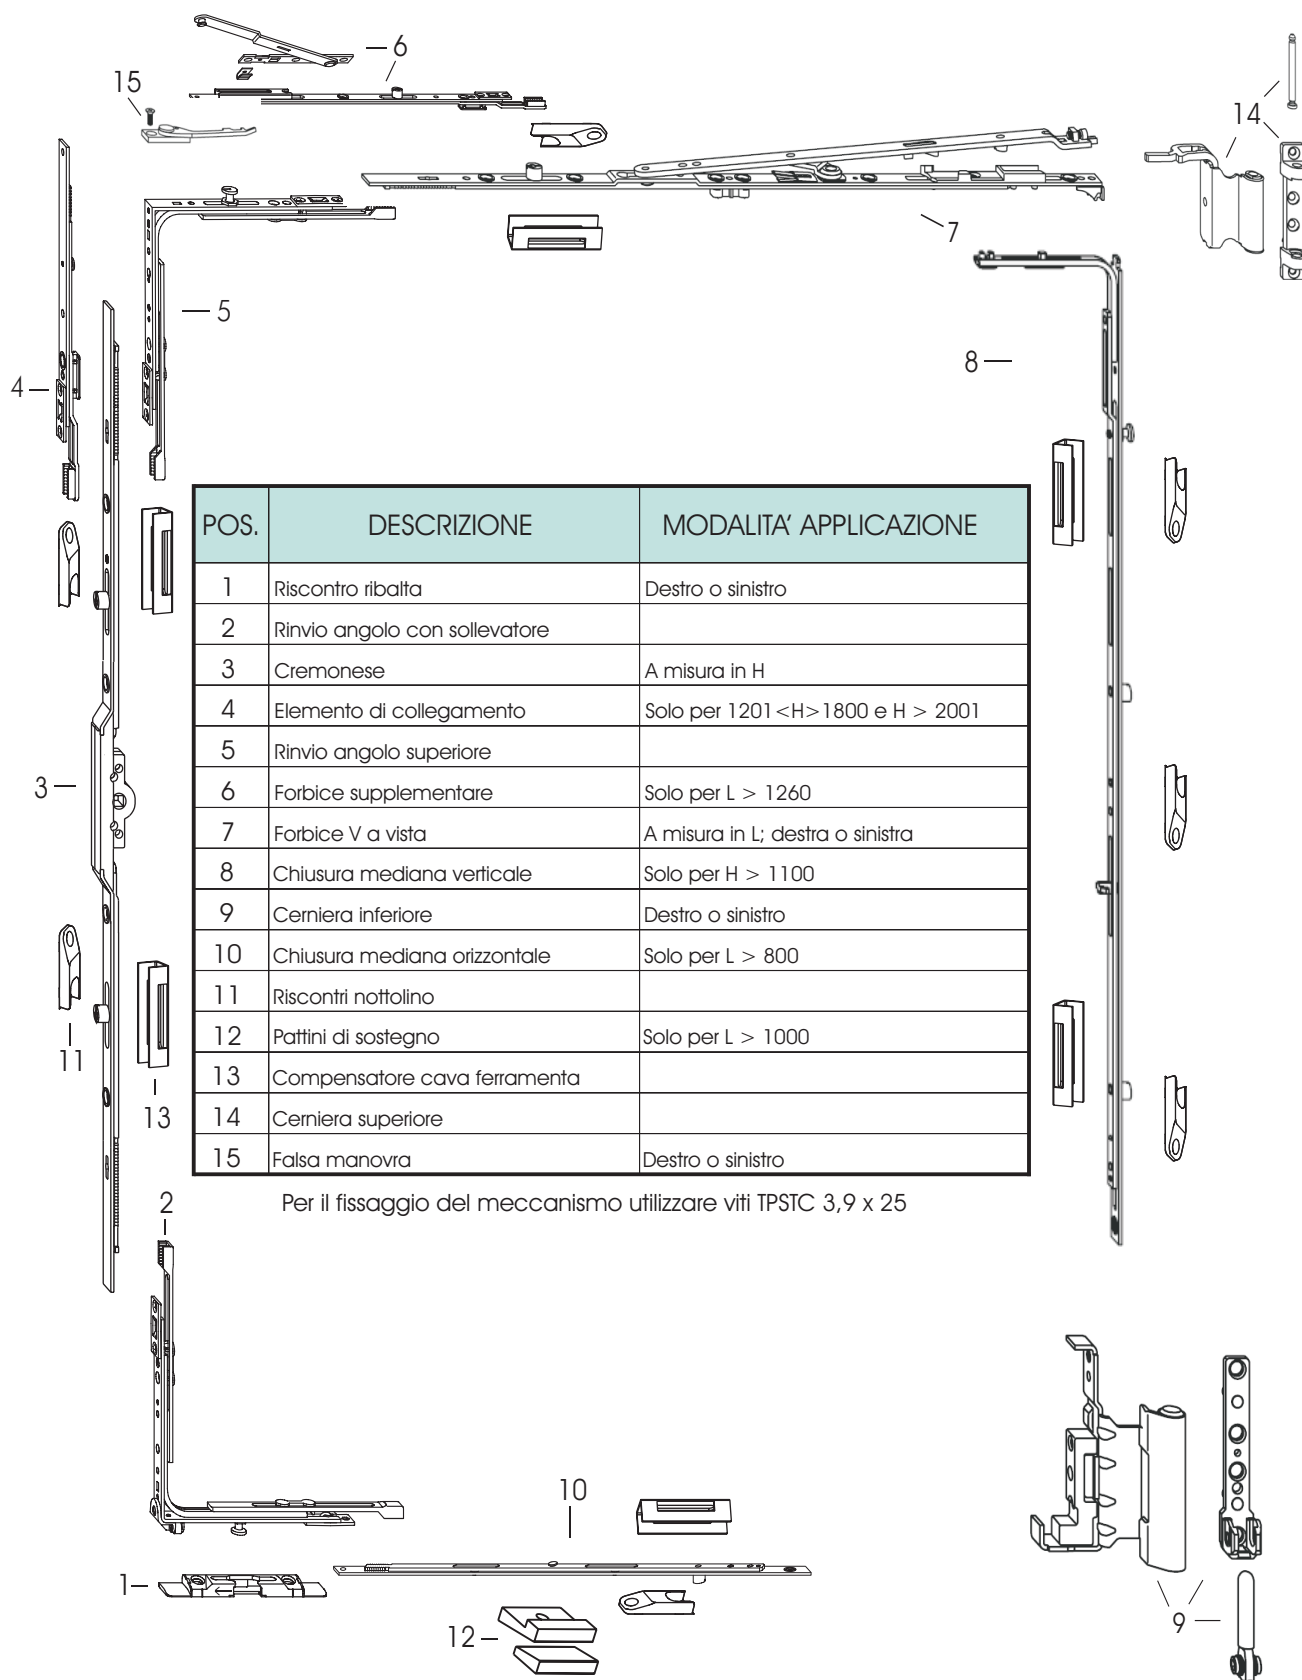 6
15
14
7
5
8
4
POS. DESCRIZIONE MODALITA' APPLICAZIONE
1 Riscontro ribalta Destro o sinistro
2 Rinvio angolo con sollevatore
3 Cremonese A misura in H
4 Elemento di collegamento Solo per 1201<H>1800 e H > 2001
5 Rinvio angolo superiore
6 Forbice supplementare Solo per L > 1260
7 Forbice V a vista A misura in L; destra o sinistra
8 Chiusura mediana verticale Solo per H > 1100
9 Cerniera inferiore Destro o sinistro
10 Chiusura mediana orizzontale Solo per L > 800
11 Riscontri nottolino
12 Pattini di sostegno Solo per L > 1000
13 Compensatore cava ferramenta
14 Cerniera superiore
15 Falsa manovra Destro o sinistro
3
11
13
Per il fissaggio del meccanismo utilizzare viti TPSTC 3,9 x 25
2
10
1
12
9